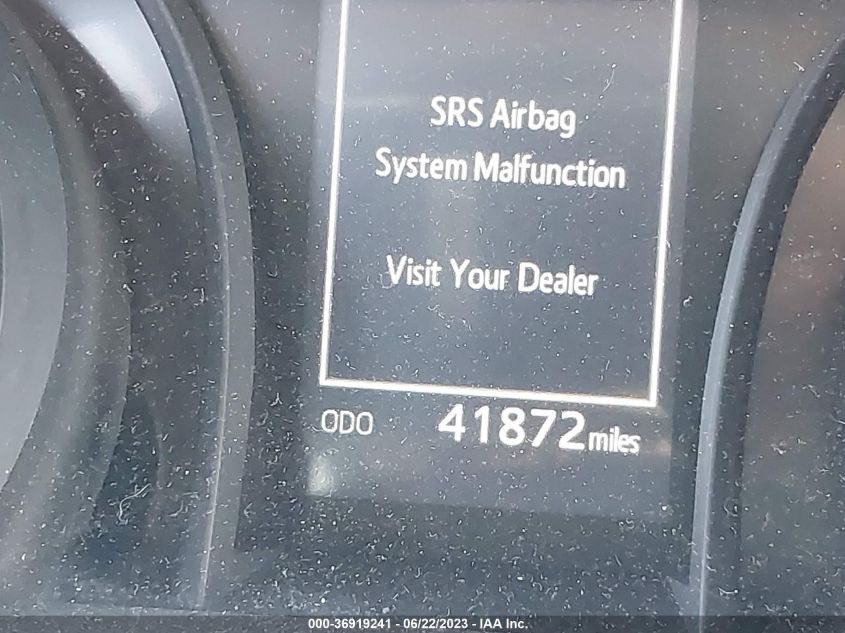 SRS Airbag
System Malfunction
Visit Your Dealer
ODO 41872 miles
000-36919241 - 06/22/2023 - IAA Inc.